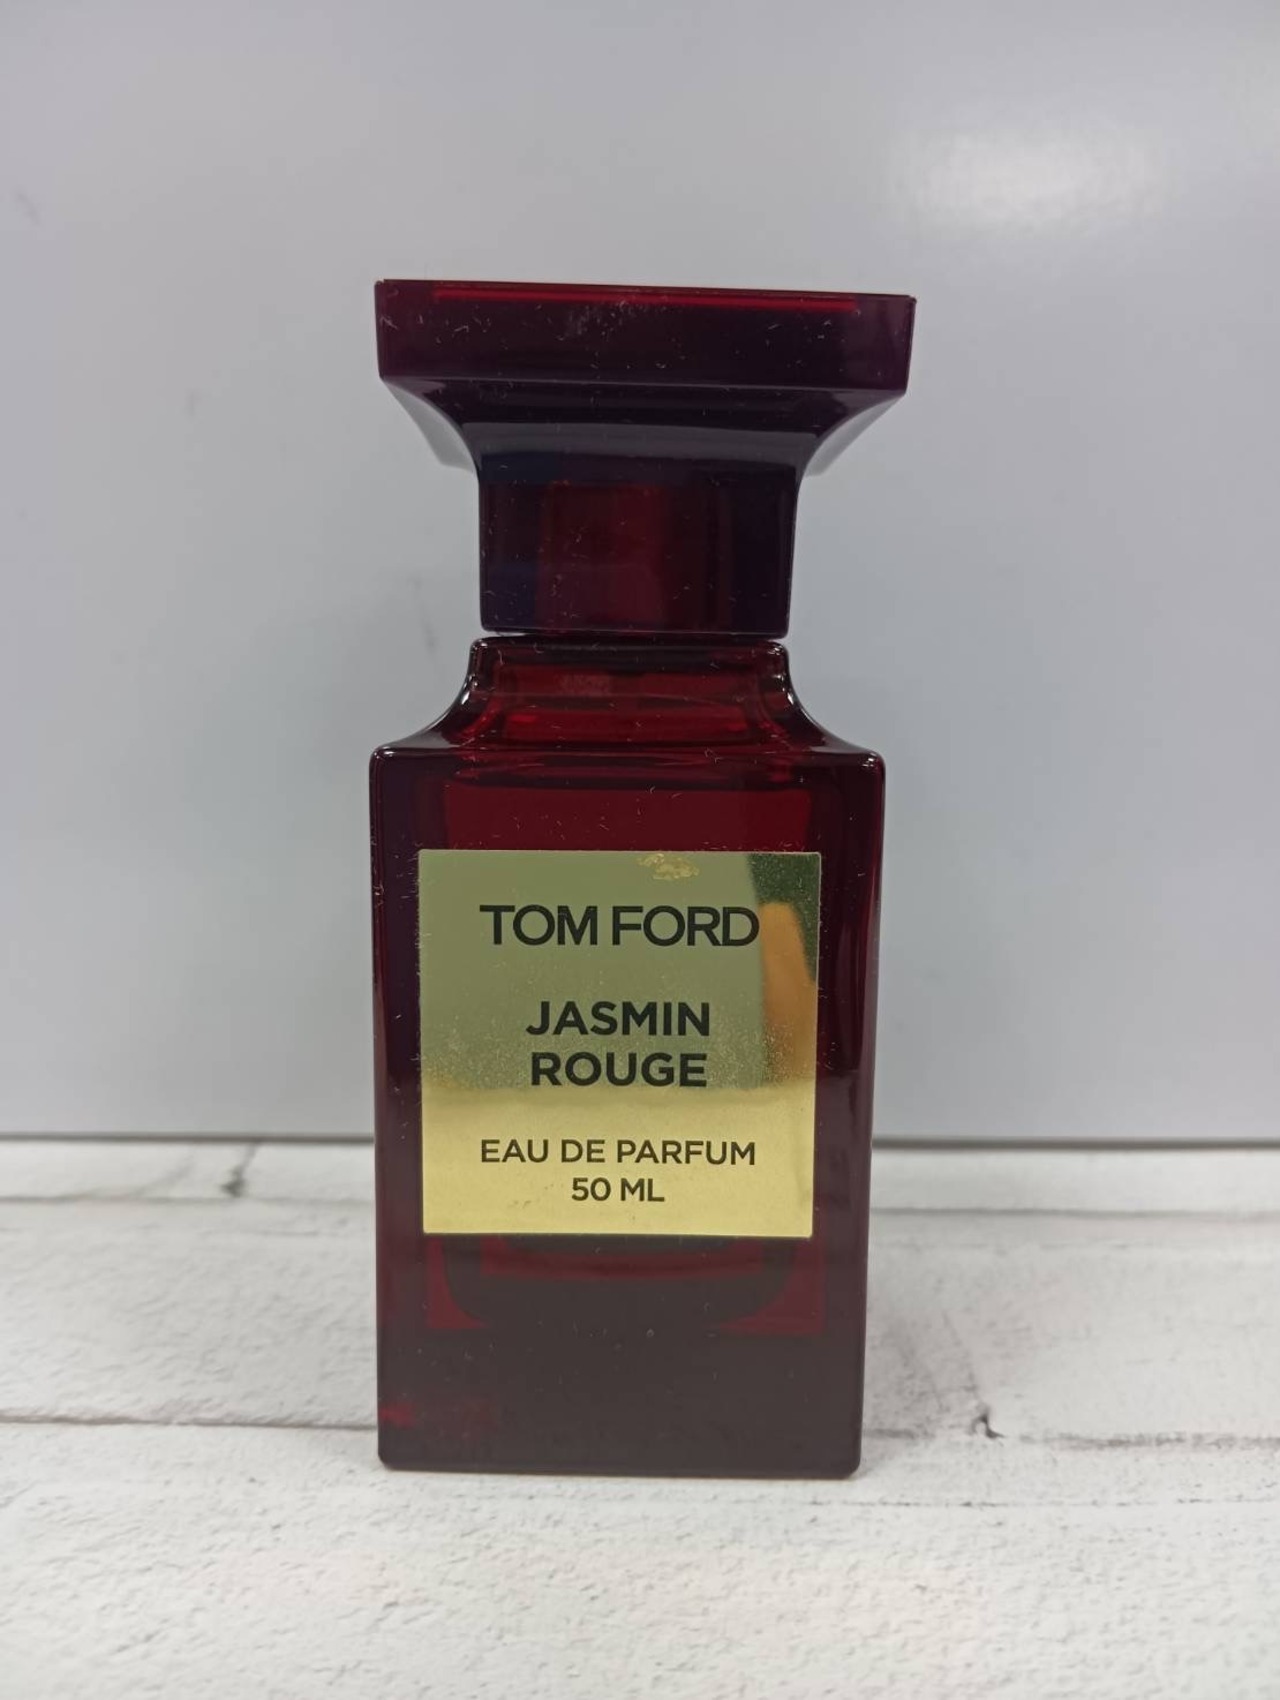 TOM FORD
JASMIN
ROUGE
EAU DE PARFUM
50 ML